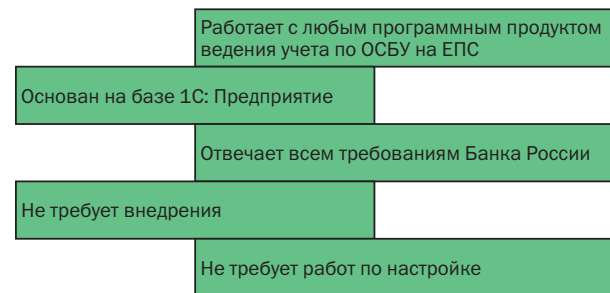 Работает с любым программным продуктом
ведения учета по ОСБУ на ЕПС
Основан на базе 1С: Предприятие
Отвечает всем требованиям Банка России
Не требует внедрения
Не требует работ по настройке